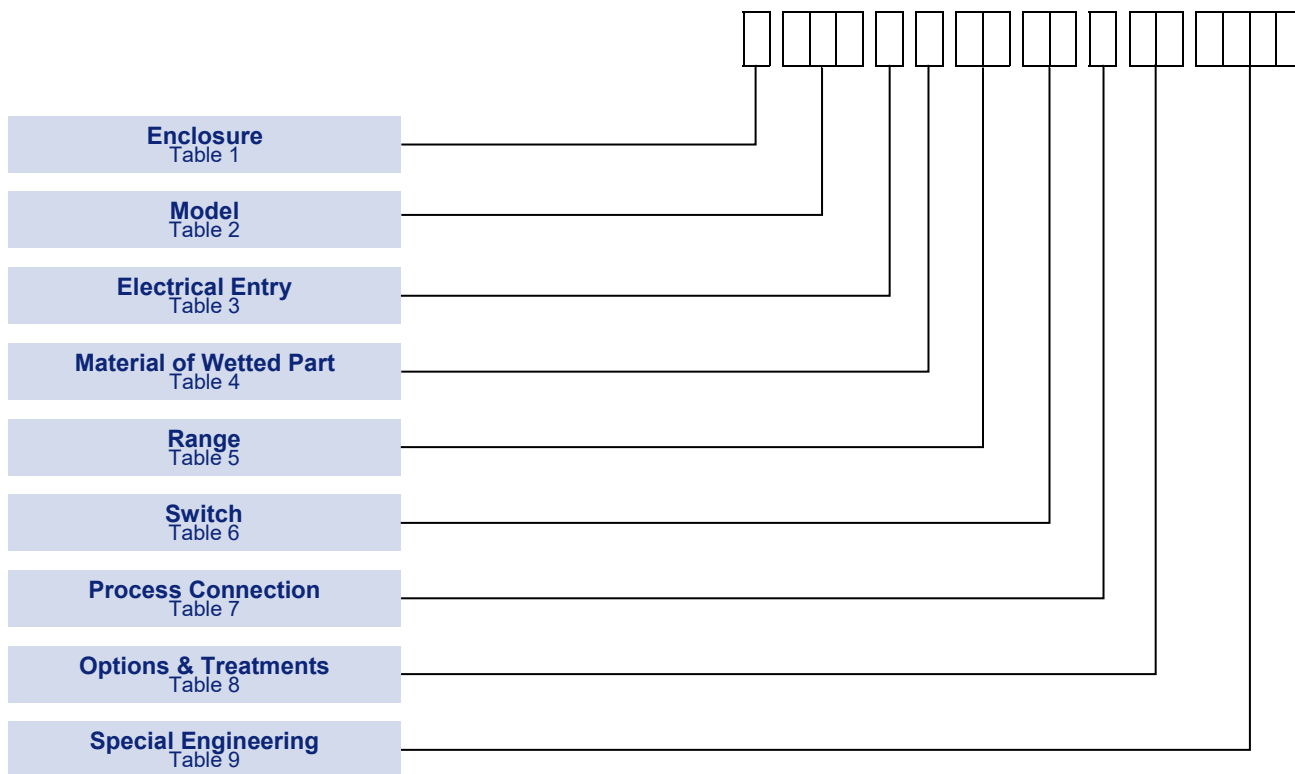 Enclosure
Table 1
Model
Table 2
Electrical Entry
Table 3
Material of Wetted Part
Table 4
Range
Table 5
Switch
Table 6
Process Connection
Table 7
Options & Treatments
Table 8
Special Engineering
Table 9